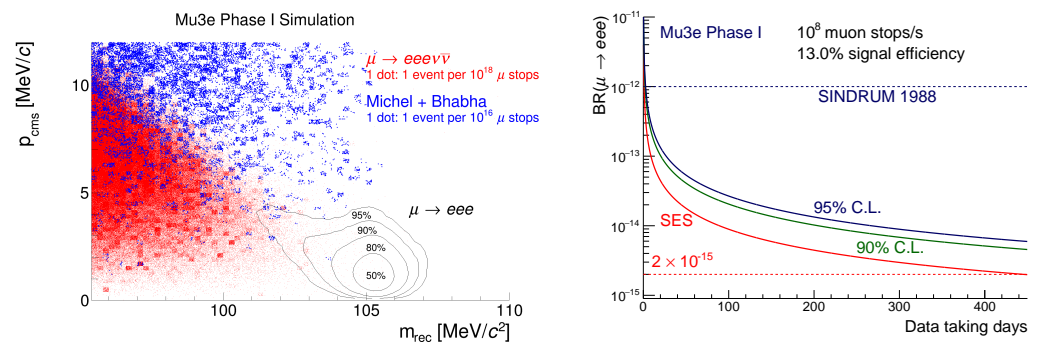 Mu3e Phase I Simulation
p_cms [MeV/c]
10
5
0
μ → eeeνν̅
1 dot: 1 event per 10¹⁸ μ stops
Michel + Bhabha
1 dot: 1 event per 10¹⁶ μ stops
μ → eee
95%
90%
80%
50%
100
105
110
m_rec [MeV/c²]
BR(μ → eee)
10⁻¹¹
10⁻¹²
10⁻¹³
10⁻¹⁴
10⁻¹⁵
Mu3e Phase I
10⁸ muon stops/s
13.0% signal efficiency
SINDRUM 1988
95% C.L.
SES
90% C.L.
2 × 10⁻¹⁵
0
100
200
300
400
Data taking days